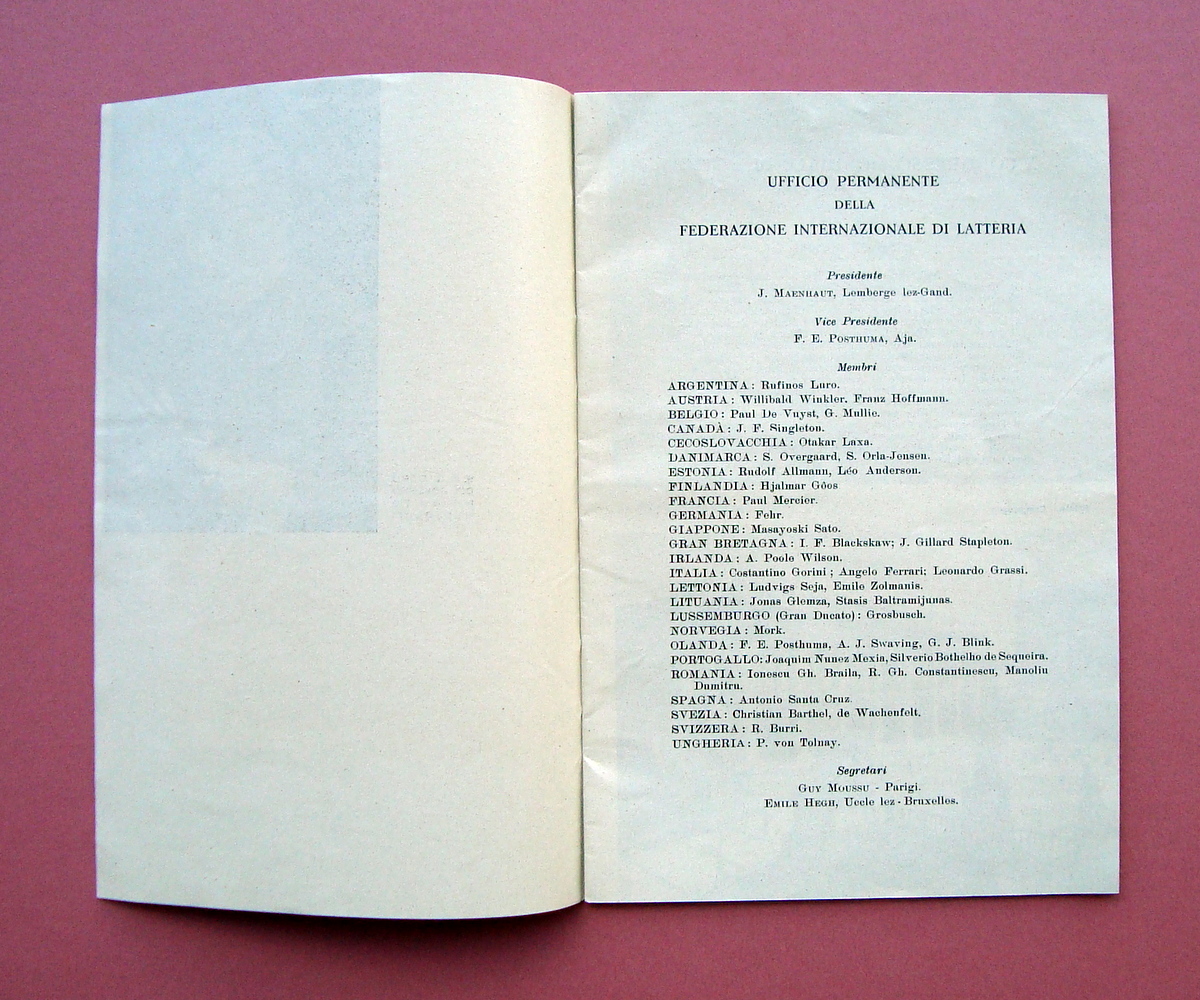 UFFICIO PERMANENTE
DELLA
FEDERAZIONE INTERNAZIONALE DI LATTERIA
Presidente
J. MAENHAUT, Lemberge lez-Gand.
Vice Presidente
F. E. POSTHUMA, Aja.
Membri
ARGENTINA: Rufinos Luro.
AUSTRIA: Willibald Winkler. Franz Hoffmann.
BELGIO: Paul De Vuyst, G. Mullie.
CANADÀ: J. F. Singleton.
CECOSLOVACCHIA: Otakar Laxa.
DANIMARCA: S. Overgaard, S. Orla-Jensen.
ESTONIA: Rudolf Allmann, Léo Anderson.
FINLANDIA: Hjalmar Göos
FRANCIA: Paul Mercier.
GERMANIA: Fehr.
GIAPPONE: Masayoski Sato.
GRAN BRETAGNA: I. F. Blackskaw; J. Gillard Stapleton.
IRLANDA: A. Poole Wilson.
ITALIA: Costantino Gorini; Angelo Ferrari; Leonardo Grassi.
LETTONIA: Ludvigs Seja, Emile Zolmanis.
LITUANIA: Jonas Glemza, Stasis Baltramijunas.
LUSSEMBURGO (Gran Ducato): Grosbusch.
NORVEGIA: Mork.
OLANDA: F. E. Posthuma, A. J. Swaving, G. J. Blink.
PORTOGALLO: Joaquim Nunez Mexia, Silverio Bothelho de Sequeira.
ROMANIA: Ionescu Gh. Braila, R. Gh. Constantinescu, Manoliu
Dumitru.
SPAGNA: Antonio Santa Cruz.
SVEZIA: Christian Barthel, de Wachenfelt.
SVIZZERA: R. Burri.
UNGHERIA: P. von Tolnay.
Segretari
GUY MOUSSU - Parigi.
EMILE HEGH, Uccle lez-Bruxelles.